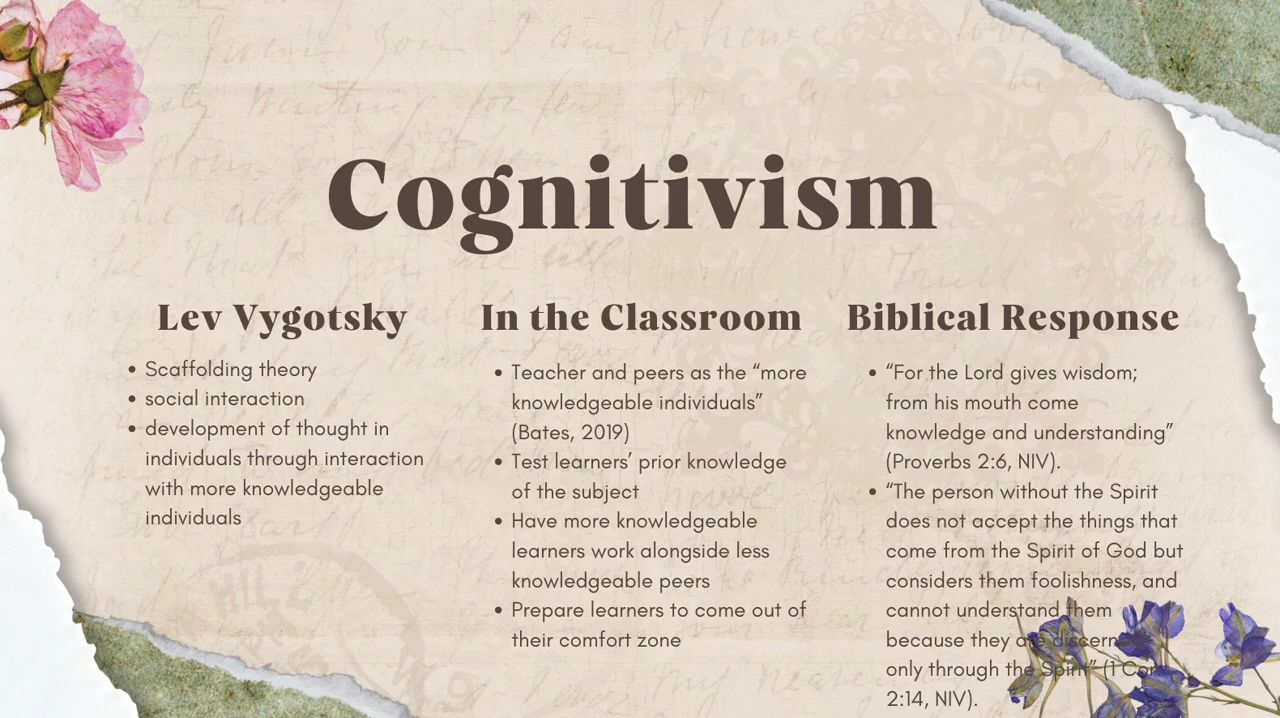 Cognitivism
Lev Vygotsky
• Scaffolding theory
• social interaction
• development of thought in
individuals through interaction
with more knowledgeable
individuals
In the Classroom
• Teacher and peers as the “more
knowledgeable individuals”
(Bates, 2019)
• Test learners’ prior knowledge
of the subject
• Have more knowledgeable
learners work alongside less
knowledgeable peers
• Prepare learners to come out of
their comfort zone
Biblical Response
• “For the Lord gives wisdom;
from his mouth come
knowledge and understanding”
(Proverbs 2:6, NIV).
• “The person without the Spirit
does not accept the things that
come from the Spirit of God but
considers them foolishness, and
cannot understand them
because they are discerned
only through the Spirit” (1 Cor
2:14, NIV).